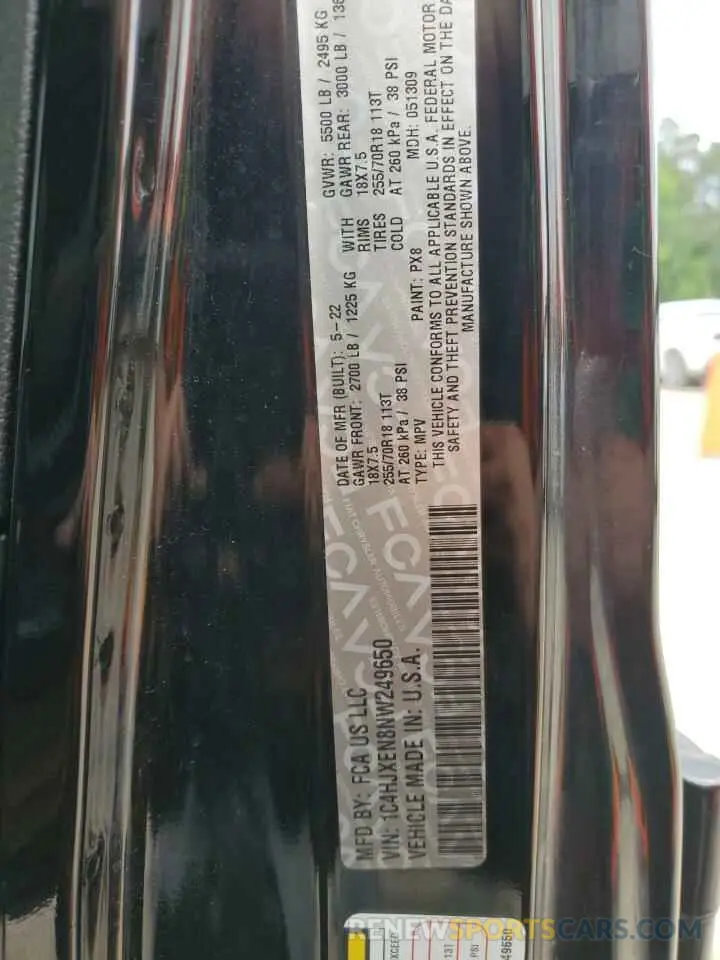 MFD BY: FCA US LLC
DATE OF MFR (BUILT): 5-22
GVWR: 5500 LB / 2495 KG
GAWR FRONT: 2700 LB / 1225 KG
WITH
GAWR REAR: 3000 LB /
18X7.5
RIMS
18X7.5
255/70R18 113T
TIRES
255/70R18 113T
AT 260 kPa / 38 PSI
COLD
AT 260 kPa / 38 PSI
VIN: 1C4HJXEN8NW249650
TYPE: MPV
PAINT: PX8
MDH: 051309
VEHICLE MADE IN: U.S.A.
THIS VEHICLE CONFORMS TO ALL APPLICABLE U.S.A. FEDERAL MOTOR
SAFETY AND THEFT PREVENTION STANDARDS IN EFFECT ON THE
MANUFACTURE SHOWN ABOVE.
13T
PSI
249650
RENEWSPORTSCARS.COM